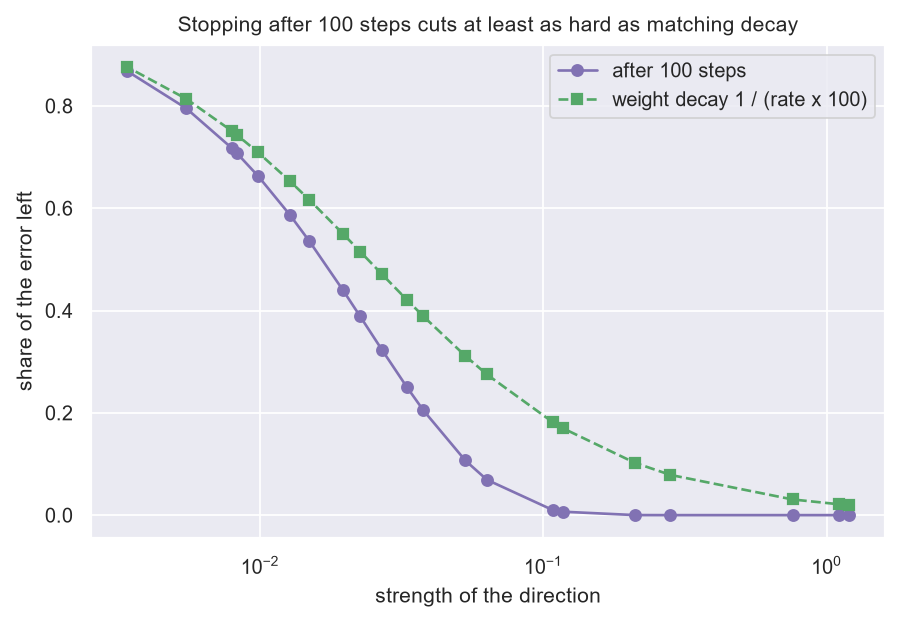 Stopping after 100 steps cuts at least as hard as matching decay
after 100 steps
weight decay 1 / (rate x 100)
share of the error left
0.8
0.6
0.4
0.2
0.0
10⁻² 10⁻¹ 10⁰
strength of the direction